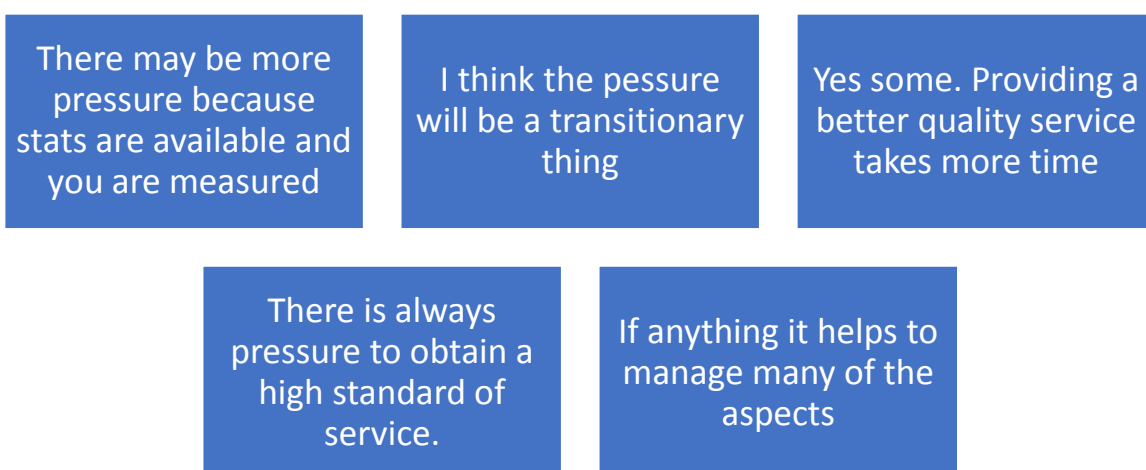 There may be more
pressure because
stats are available and
you are measured
I think the pessure
will be a transitionary
thing
Yes some. Providing a
better quality service
takes more time
There is always
pressure to obtain a
high standard of
service.
If anything it helps to
manage many of the
aspects